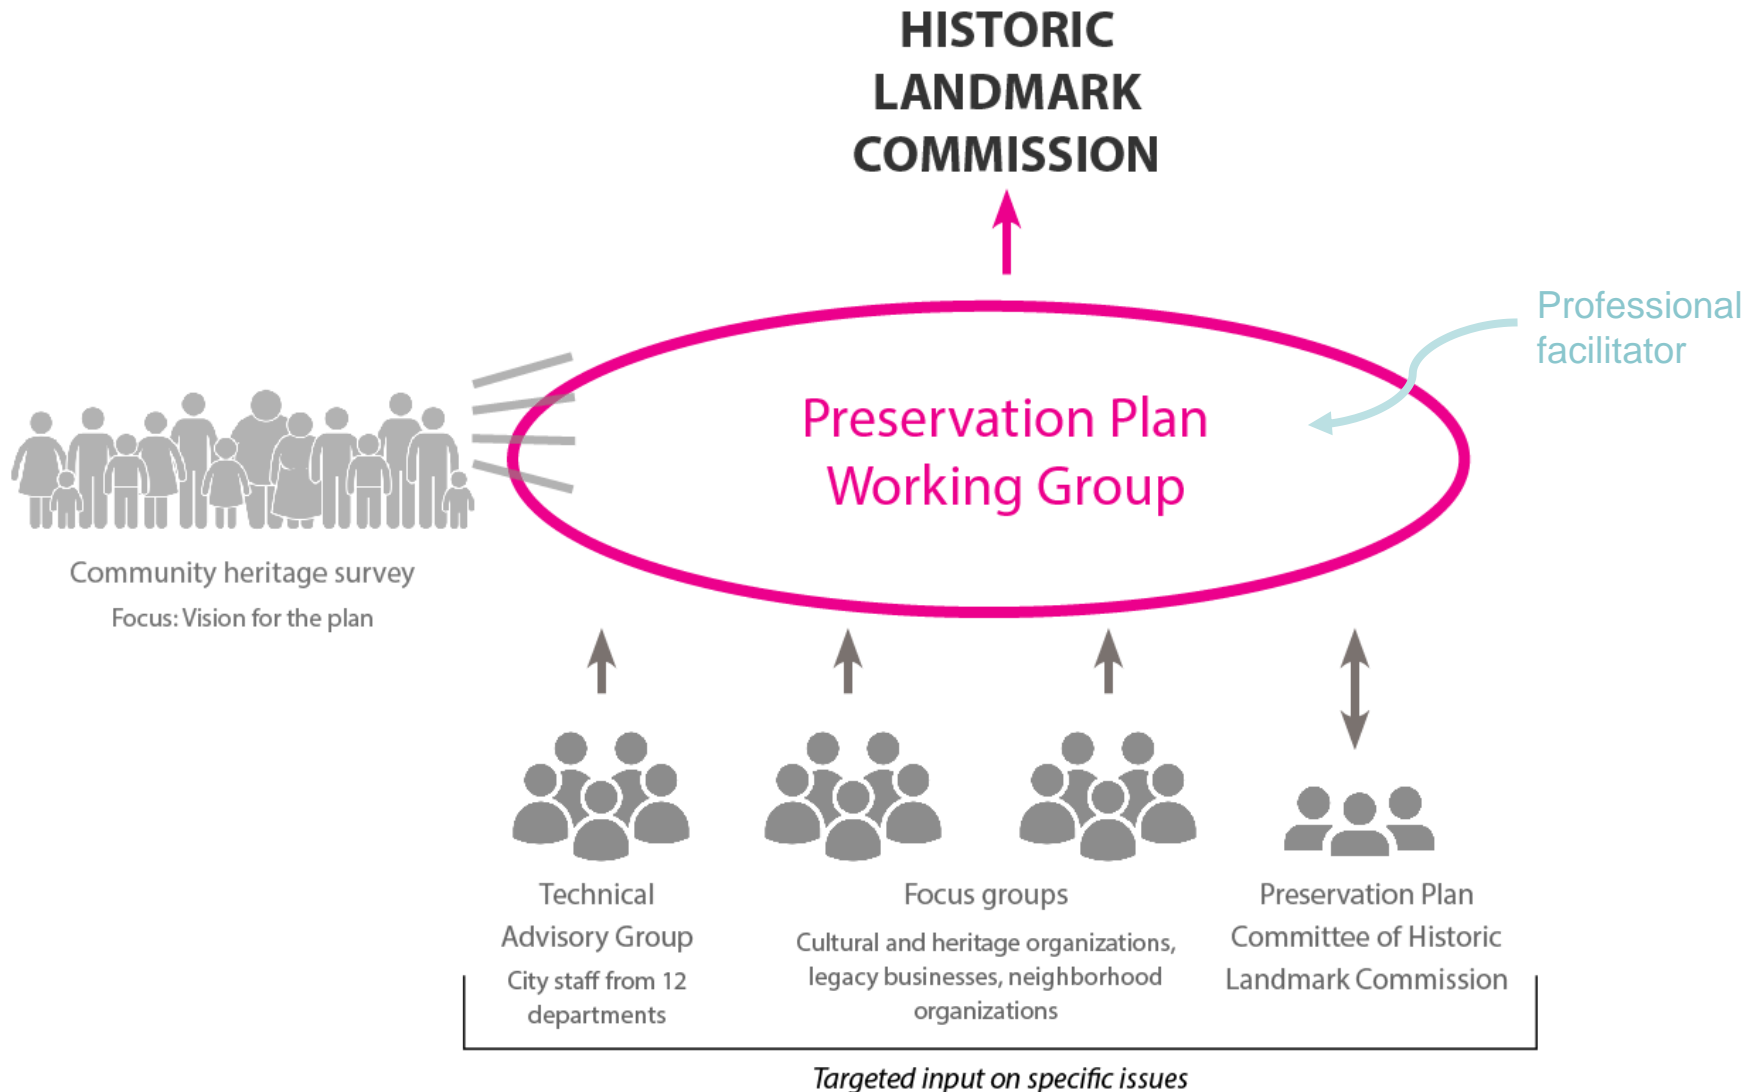 HISTORIC
LANDMARK
COMMISSION
Professional
facilitator
Preservation Plan
Working Group
Community heritage survey
Focus: Vision for the plan
Technical
Advisory Group
City staff from 12
departments
Focus groups
Cultural and heritage organizations,
legacy businesses, neighborhood
organizations
Preservation Plan
Committee of Historic
Landmark Commission
Targeted input on specific issues